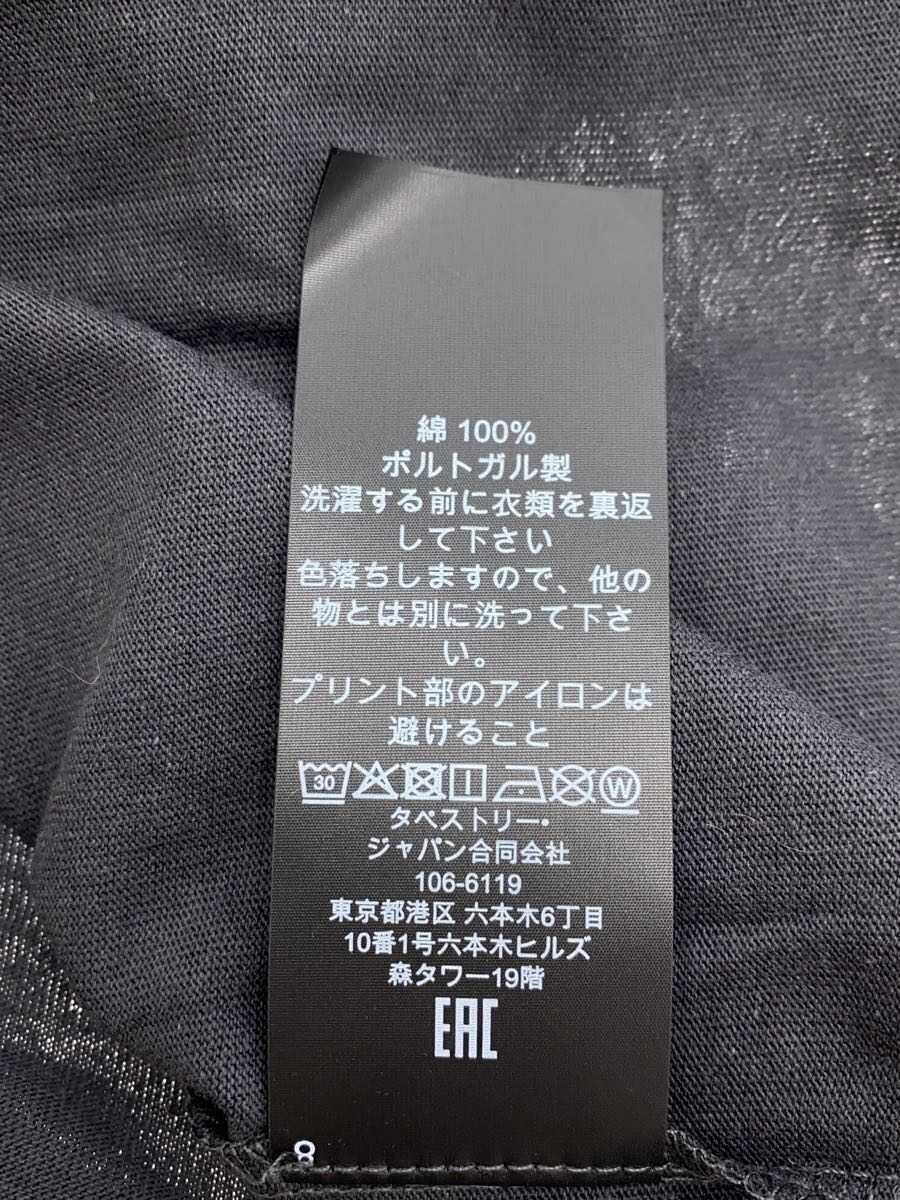 綿 100%
ポルトガル製
洗濯する前に衣類を裏返
して下さい
色落ちしますので、他の
物とは別に洗って下さ
い。
プリント部のアイロンは
避けること
30 W
タペストリー・
ジャパン合同会社
106-6119
東京都港区 六本木6丁目
10番1号六本木ヒルズ
森タワー19階
EAC
8